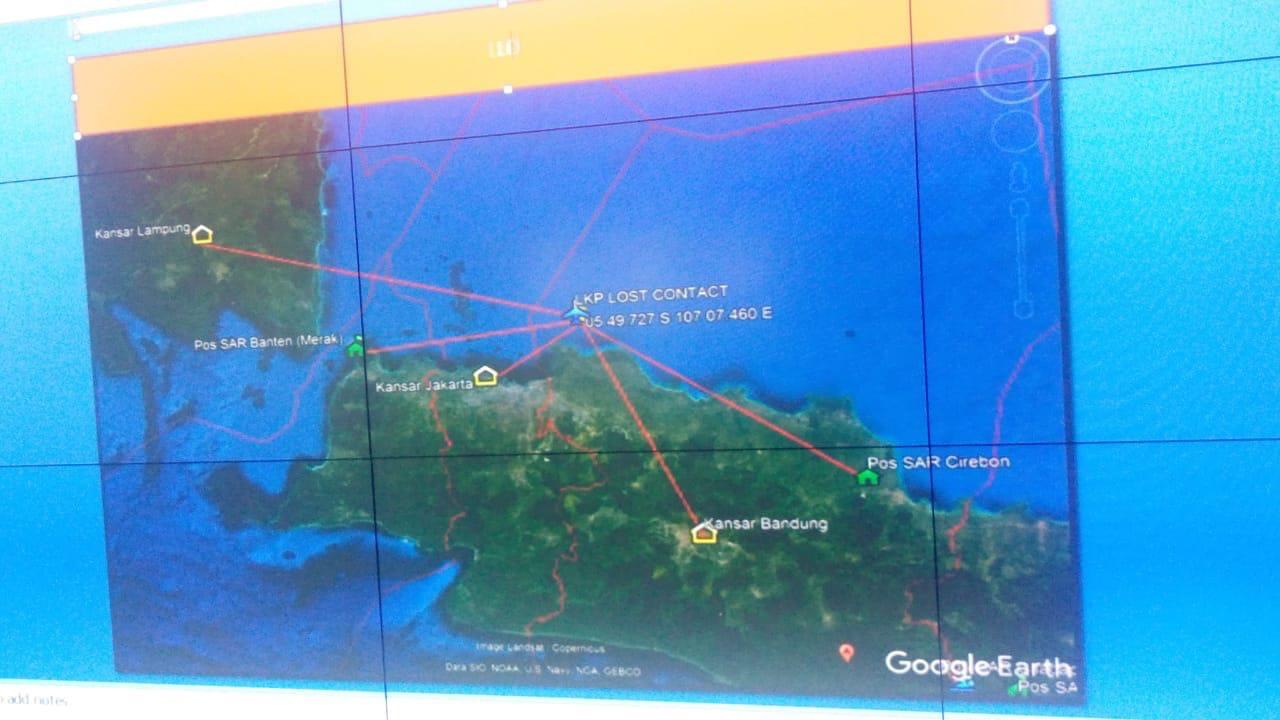 Kansar Lampung
LKP LOST CONTACT
05 49 727 S 107 07 460 E
Pos SAR Banten (Merak)
Kansar Jakarta
Pos SAR Cirebon
Kansar Bandung
Image Landsat / Copernicus
Data SIO, NOAA, U.S. Navy, NGA, GEBCO
Google Earth
Pos SA
add notes